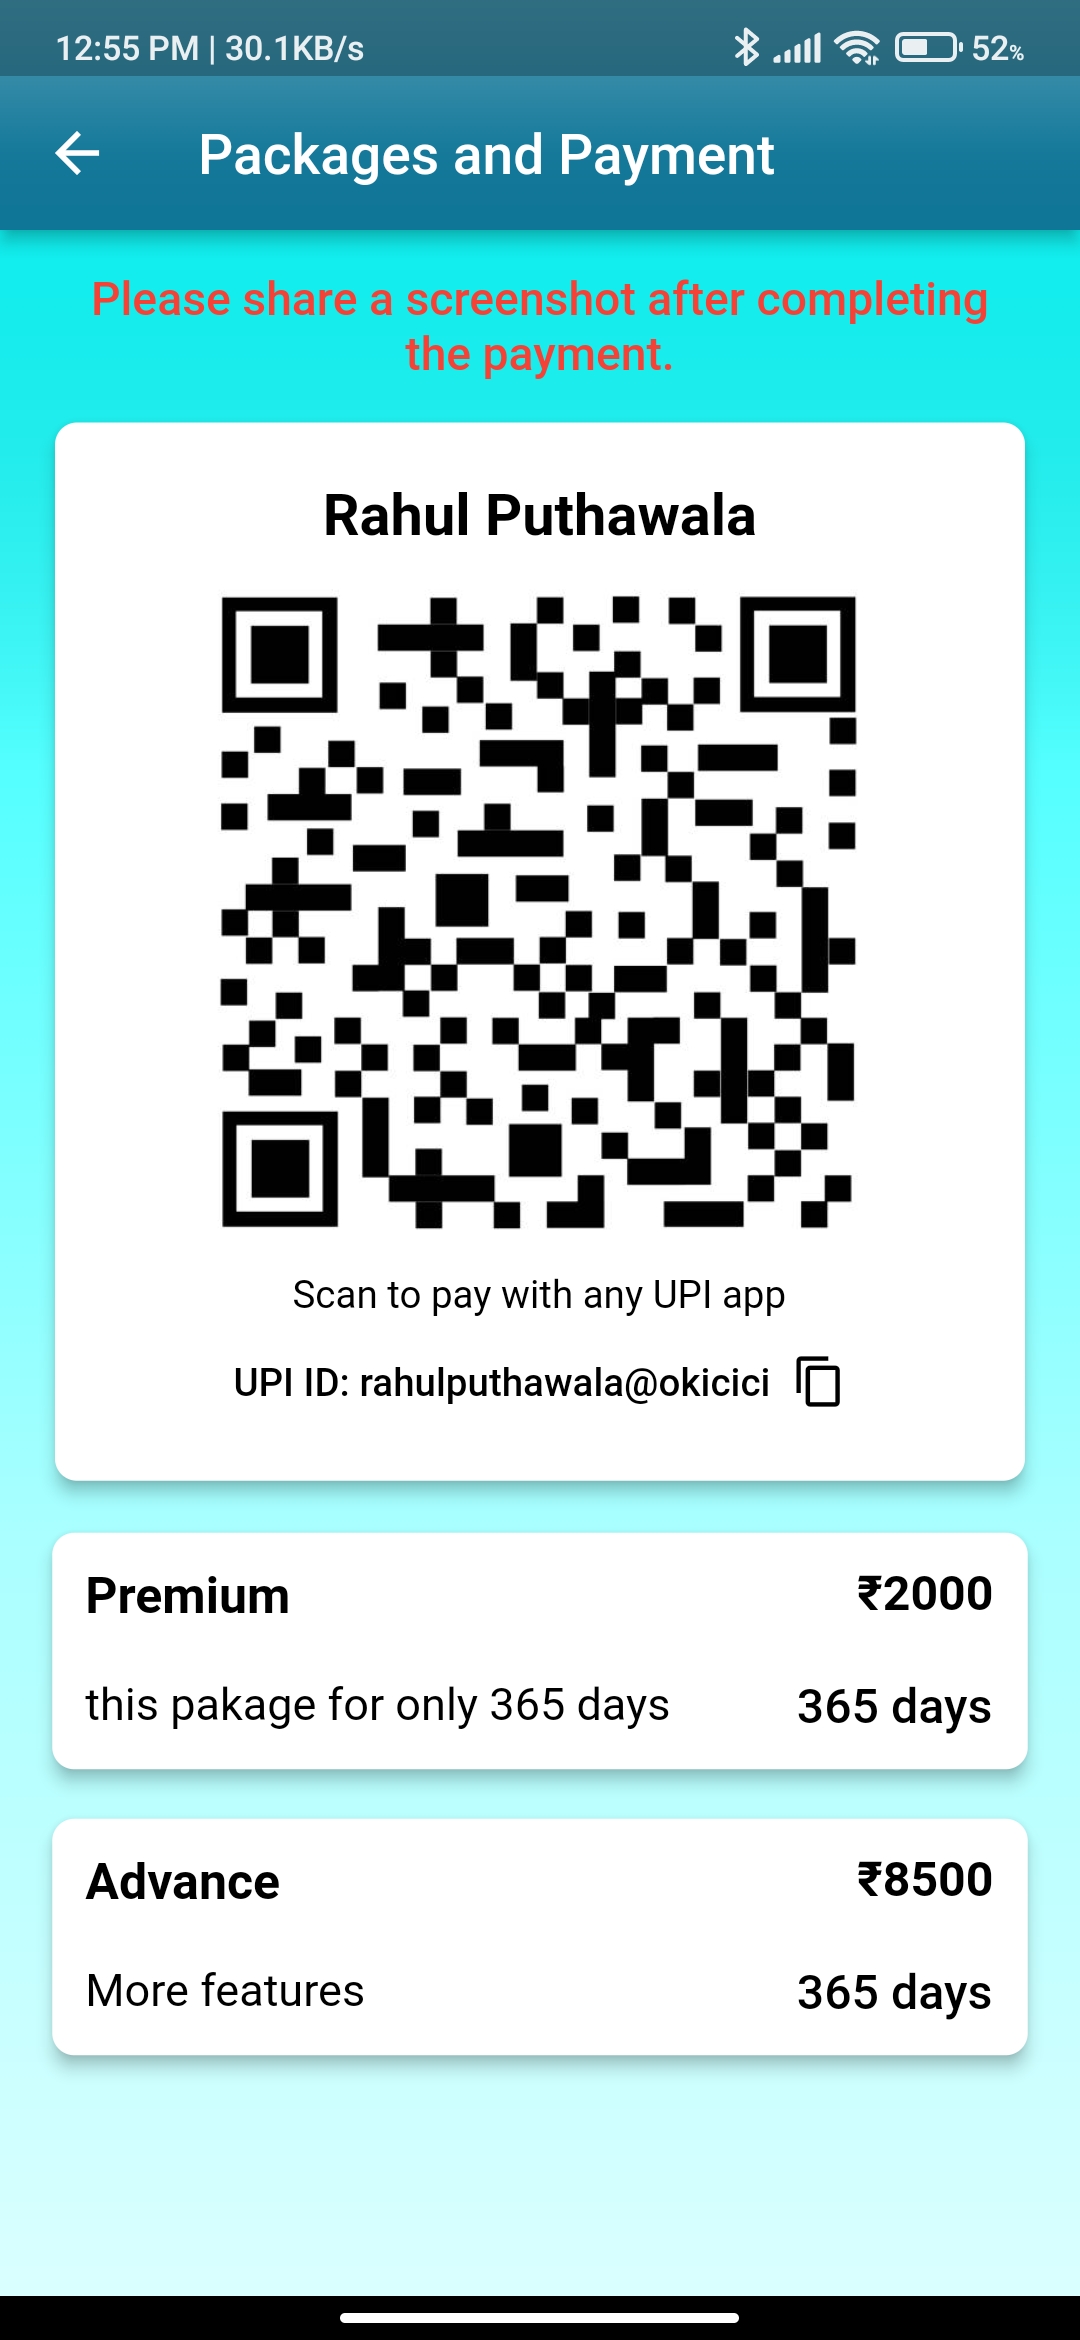 12:55 PM | 30.1KB/s 52%
Packages and Payment
Please share a screenshot after completing
the payment.
Rahul Puthawala
Scan to pay with any UPI app
UPI ID: rahulputhawala@okicici
Premium ₹2000
this pakage for only 365 days 365 days
Advance ₹8500
More features 365 days